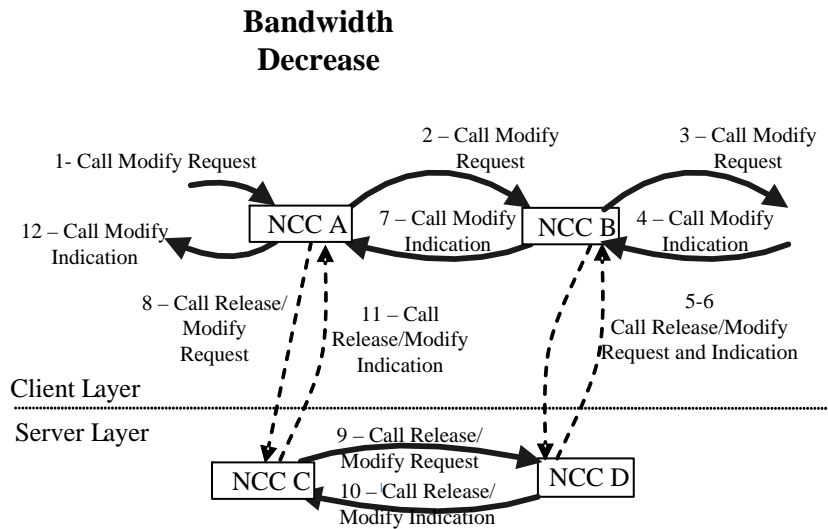 Bandwidth
Decrease
2 – Call Modify
Request
3 – Call Modify
Request
1- Call Modify Request
NCC A
7 – Call Modify
Indication
NCC B
4 – Call Modify
Indication
12 – Call Modify
Indication
8 – Call Release/
Modify
Request
11 – Call
Release/Modify
Indication
5-6
Call Release/Modify
Request and Indication
Client Layer
Server Layer
9 – Call Release/
Modify Request
NCC C
NCC D
10 – Call Release/
Modify Indication